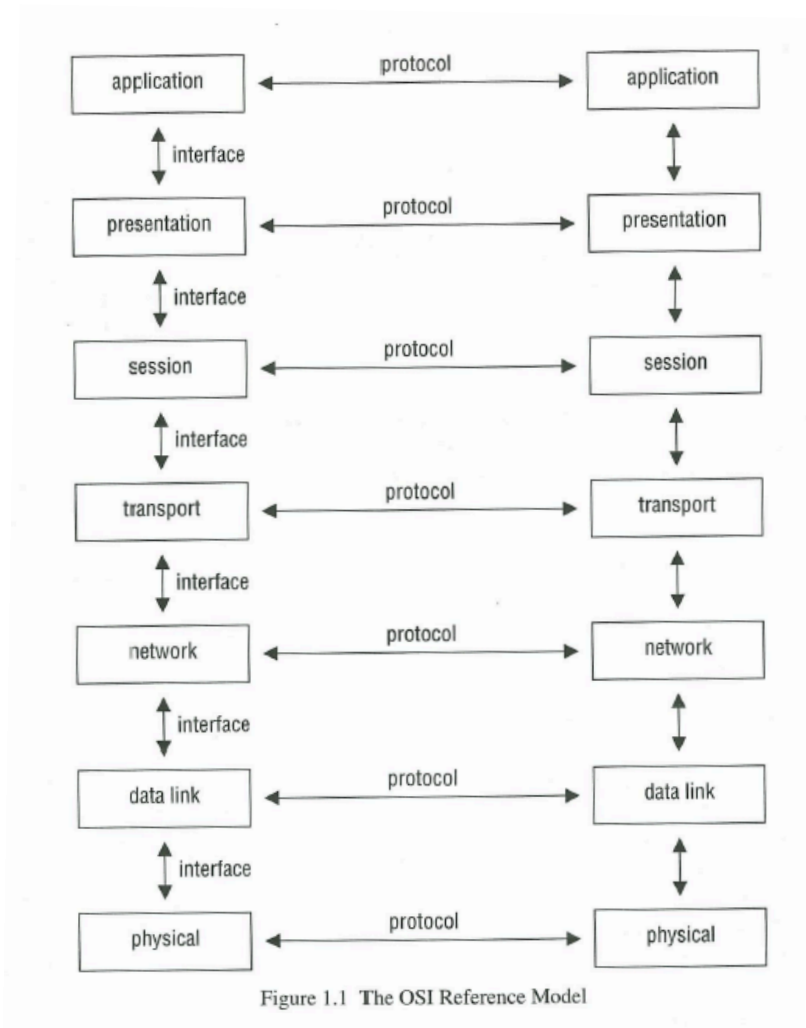 protocol
application
application
interface
protocol
presentation
presentation
interface
protocol
session
session
interface
protocol
transport
transport
interface
protocol
network
network
interface
protocol
data link
data link
interface
protocol
physical
physical
Figure 1.1 The OSI Reference Model